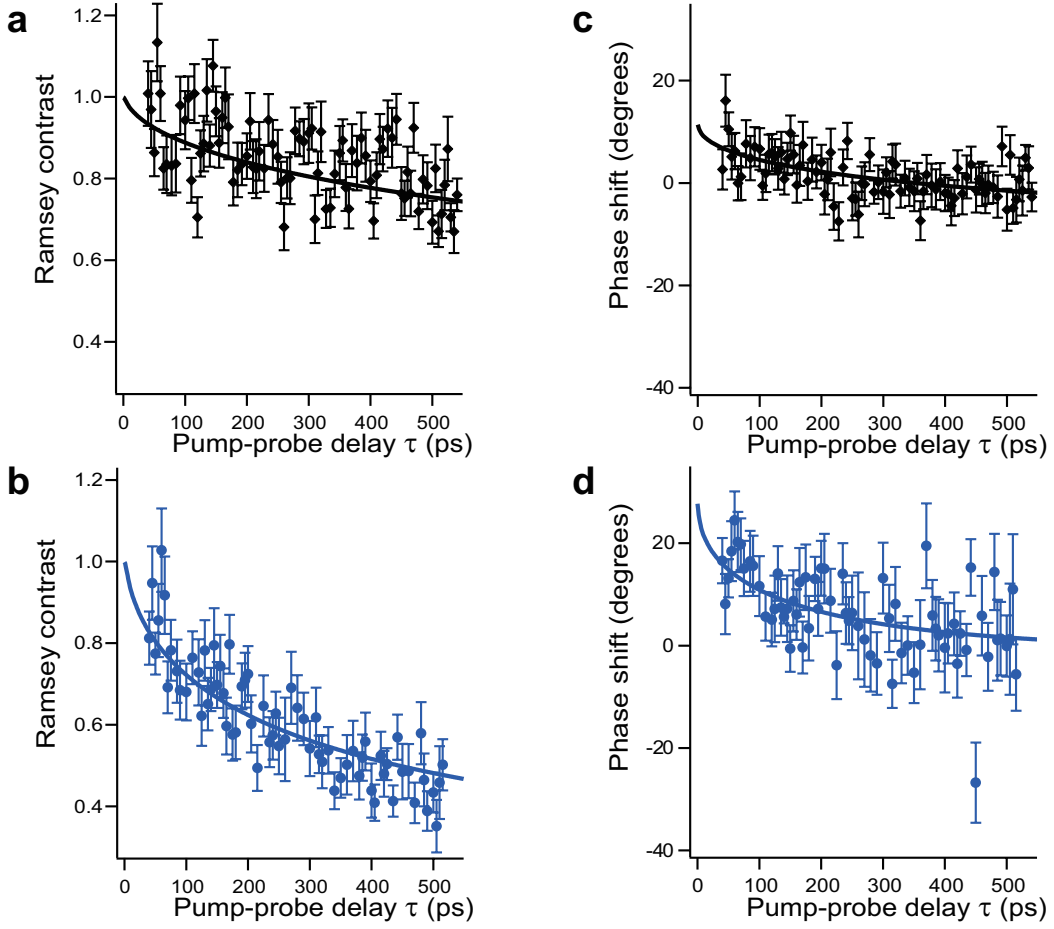 a
Ramsey contrast
1.2
1.0
0.8
0.6
0.4
0 100 200 300 400 500
Pump-probe delay τ (ps)
c
Phase shift (degrees)
20
0
-20
-40
0 100 200 300 400 500
Pump-probe delay τ (ps)
b
Ramsey contrast
1.2
1.0
0.8
0.6
0.4
0 100 200 300 400 500
Pump-probe delay τ (ps)
d
Phase shift (degrees)
20
0
-20
-40
0 100 200 300 400 500
Pump-probe delay τ (ps)